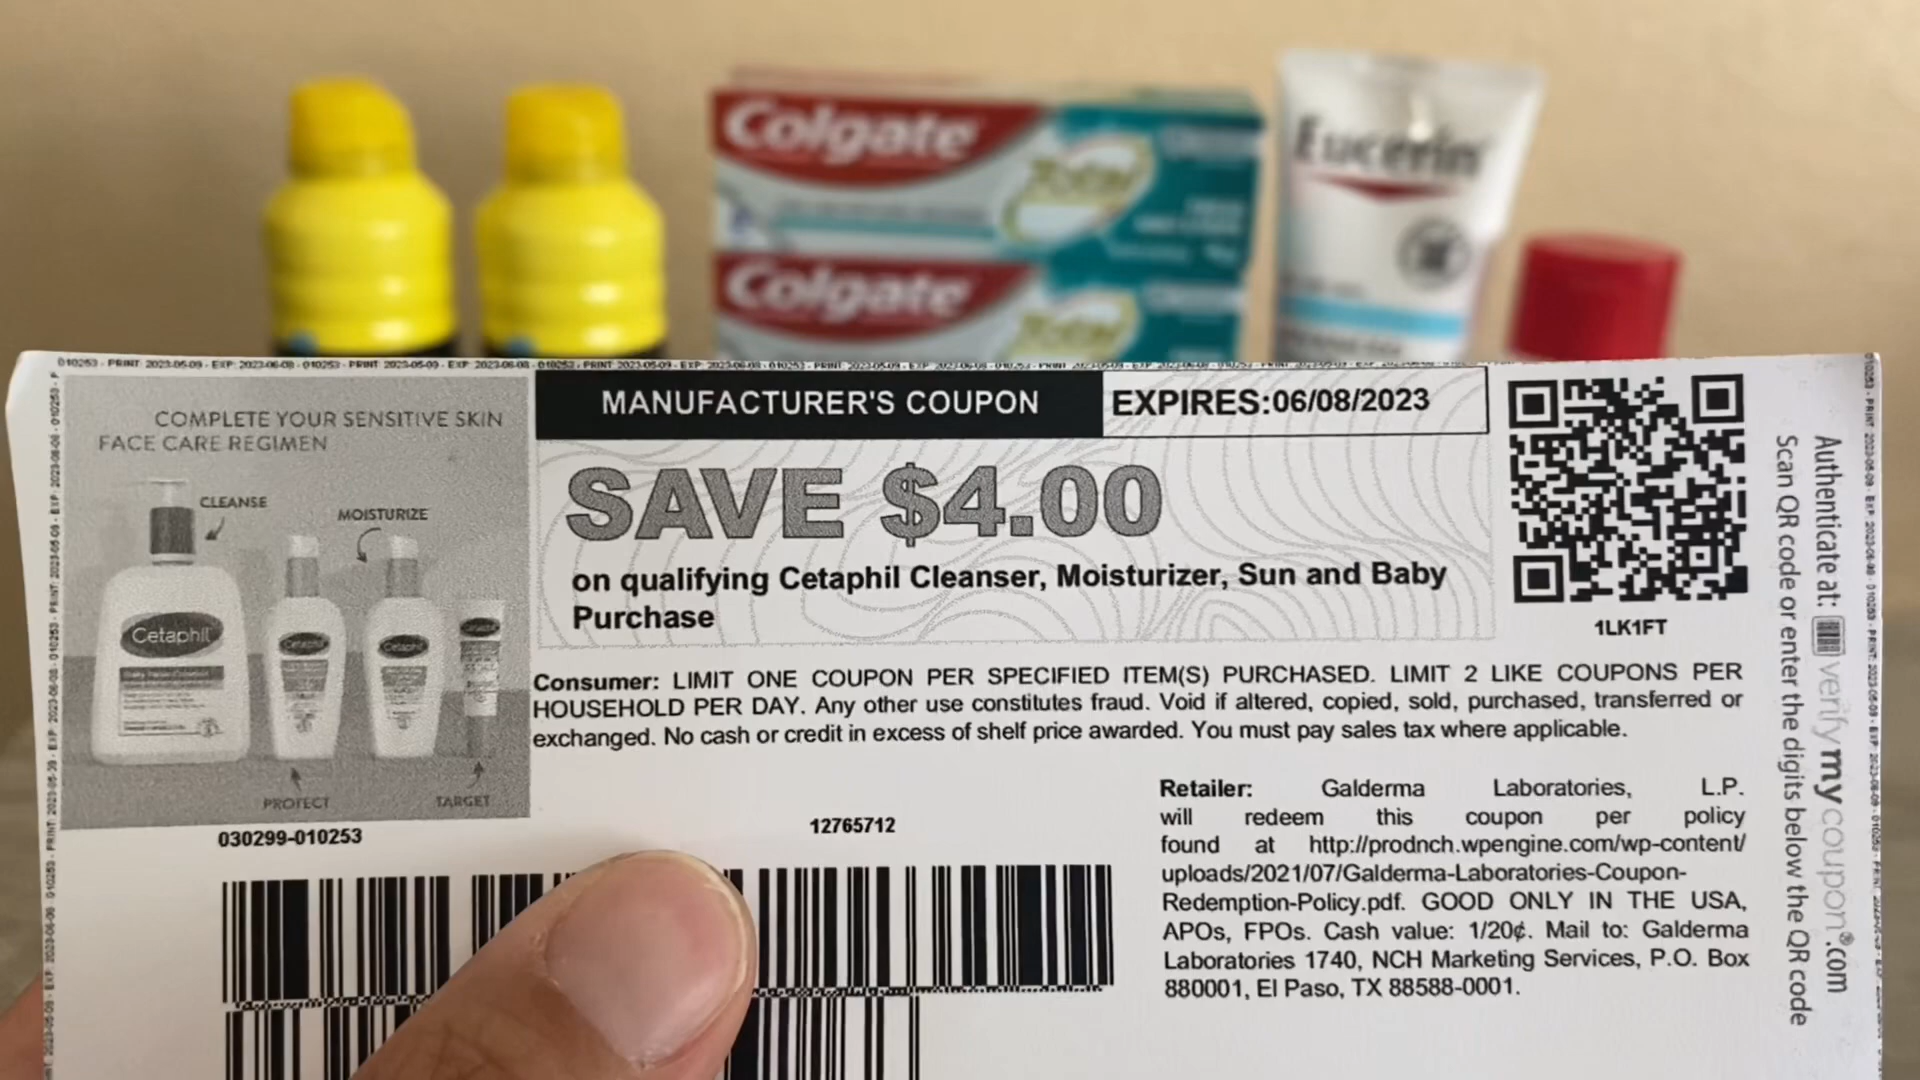 Colgate
Eucerin
Colgate
MANUFACTURER'S COUPON
EXPIRES:06/08/2023
COMPLETE YOUR SENSITIVE SKIN
FACE CARE REGIMEN
CLEANSE
MOISTURIZE
Cetaphil
Cetaphil
Cetaphil
PROTECT
TARGET
SAVE $4.00
on qualifying Cetaphil Cleanser, Moisturizer, Sun and Baby
Purchase
1LK1FT
Authenticate at: verifymycoupon®.com
Scan QR code or enter the digits below the QR code
Consumer: LIMIT ONE COUPON PER SPECIFIED ITEM(S) PURCHASED. LIMIT 2 LIKE COUPONS PER
HOUSEHOLD PER DAY. Any other use constitutes fraud. Void if altered, copied, sold, purchased, transferred or
exchanged. No cash or credit in excess of shelf price awarded. You must pay sales tax where applicable.
030299-010253
12765712
Retailer: Galderma Laboratories, L.P.
will redeem this coupon per policy
found at http://prodnch.wpengine.com/wp-content/
uploads/2021/07/Galderma-Laboratories-Coupon-
Redemption-Policy.pdf. GOOD ONLY IN THE USA,
APOs, FPOs. Cash value: 1/20¢. Mail to: Galderma
Laboratories 1740, NCH Marketing Services, P.O. Box
880001, El Paso, TX 88588-0001.